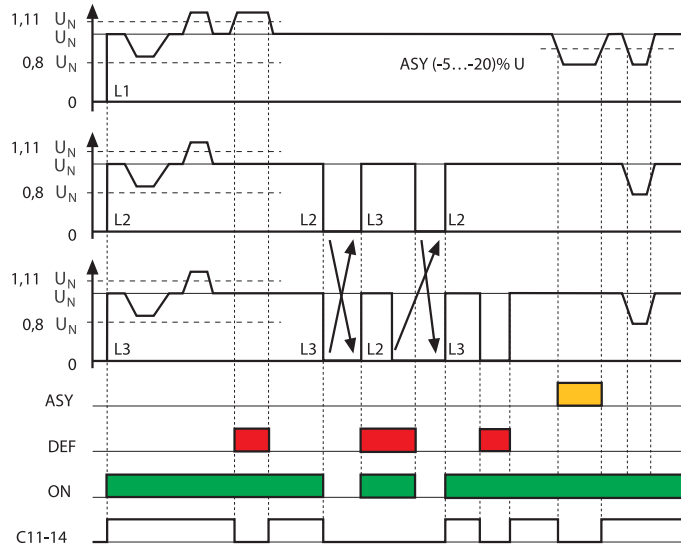 1,11 U_N
U_N
0,8 U_N
ASY (-5...-20)% U
0
L1
1,11 U_N
U_N
0,8 U_N
L2 L2 L3 L2
0
1,11 U_N
U_N
0,8 U_N
L3 L3 L2 L3
0
ASY
DEF
ON
C11-14